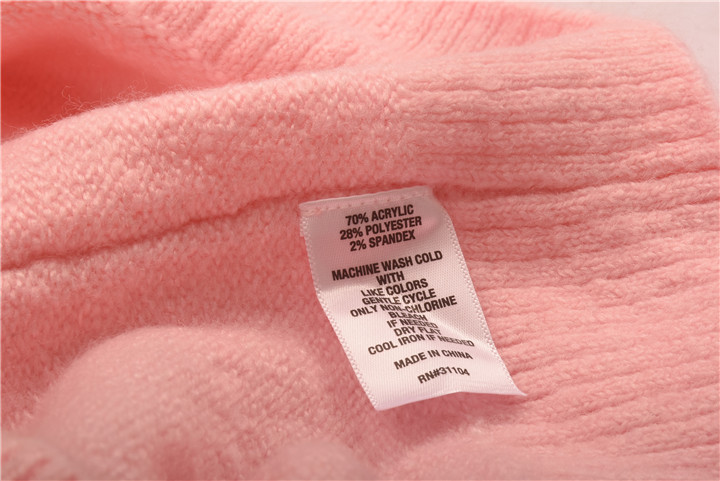 70% ACRYLIC
28% POLYESTER
2% SPANDEX
MACHINE WASH COLD
WITH
LIKE COLORS
GENTLE CYCLE
ONLY NON-CHLORINE
BLEACH
IF NEEDED
DRY FLAT
COOL IRON IF NEEDED
MADE IN CHINA
RN#31104